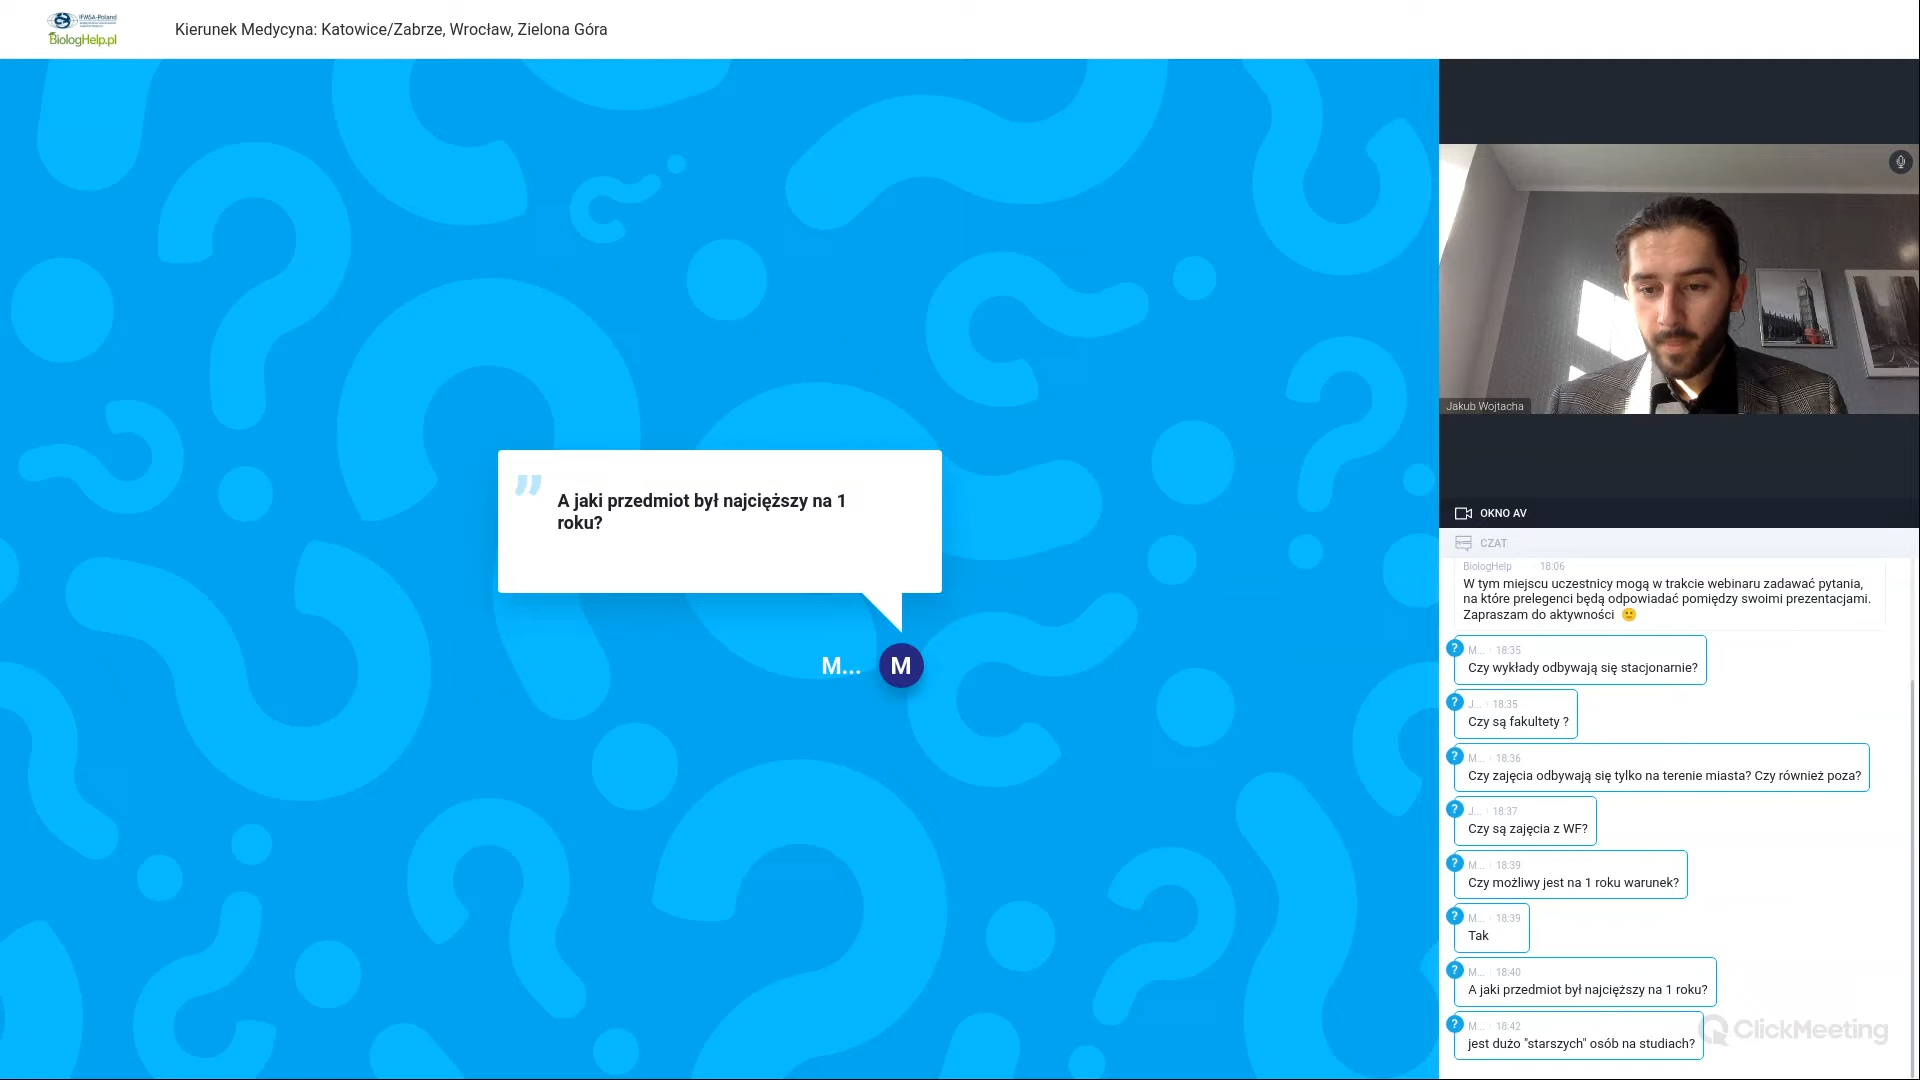 IFMSA-Poland
BiologHelp.pl
Kierunek Medycyna: Katowice/Zabrze, Wrocław, Zielona Góra
A jaki przedmiot był najcięższy na 1
roku?
M... M
Jakub Wojtacha
OKNO AV
CZAT
BiologHelp 18:06
W tym miejscu uczestnicy mogą w trakcie webinaru zadawać pytania,
na które prelegenci będą odpowiadać pomiędzy swoimi prezentacjami.
Zapraszam do aktywności 🙂
? M... 18:35
Czy wykłady odbywają się stacjonarnie?
? J... 18:35
Czy są fakultety ?
? M... 18:36
Czy zajęcia odbywają się tylko na terenie miasta? Czy również poza?
? J... 18:37
Czy są zajęcia z WF?
? M... 18:39
Czy możliwy jest na 1 roku warunek?
? M... 18:39
Tak
? M... 18:40
A jaki przedmiot był najcięższy na 1 roku?
? M... 18:42
jest dużo "starszych" osób na studiach?
ClickMeeting